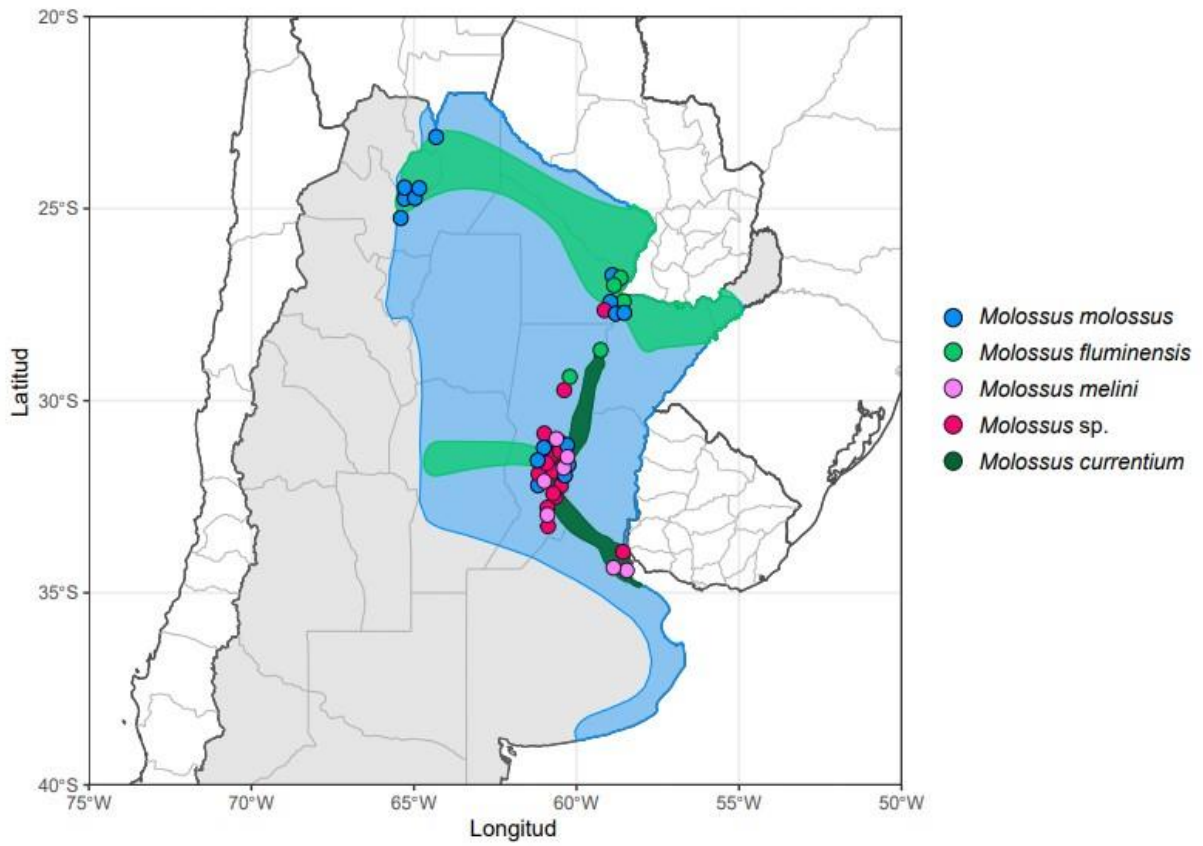 20°S
25°S
30°S
35°S
40°S
Latitud
75°W 70°W 65°W 60°W 55°W 50°W
Longitud
Molossus molossus
Molossus fluminensis
Molossus melini
Molossus sp.
Molossus currentium